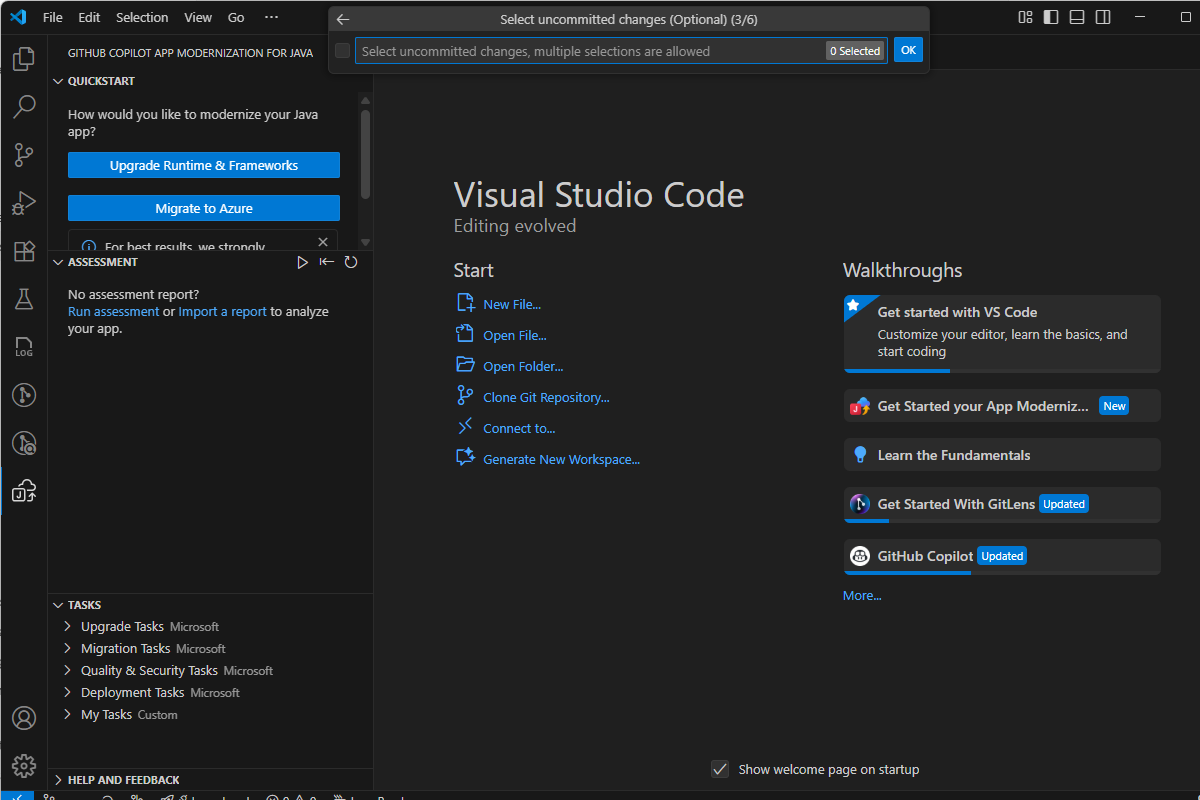 File Edit Selection View Go ···
Select uncommitted changes (Optional) (3/6)
Select uncommitted changes, multiple selections are allowed
0 Selected
OK
GITHUB COPILOT APP MODERNIZATION FOR JAVA
QUICKSTART
How would you like to modernize your Java
app?
Upgrade Runtime & Frameworks
Migrate to Azure
For best results, we strongly
ASSESSMENT
No assessment report?
Run assessment or Import a report to analyze
your app.
LOG
TASKS
Upgrade Tasks Microsoft
Migration Tasks Microsoft
Quality & Security Tasks Microsoft
Deployment Tasks Microsoft
My Tasks Custom
HELP AND FEEDBACK
Visual Studio Code
Editing evolved
Start
New File...
Open File...
Open Folder...
Clone Git Repository...
Connect to...
Generate New Workspace...
Walkthroughs
Get started with VS Code
Customize your editor, learn the basics, and
start coding
Get Started your App Moderniz... New
Learn the Fundamentals
Get Started With GitLens Updated
GitHub Copilot Updated
More...
Show welcome page on startup